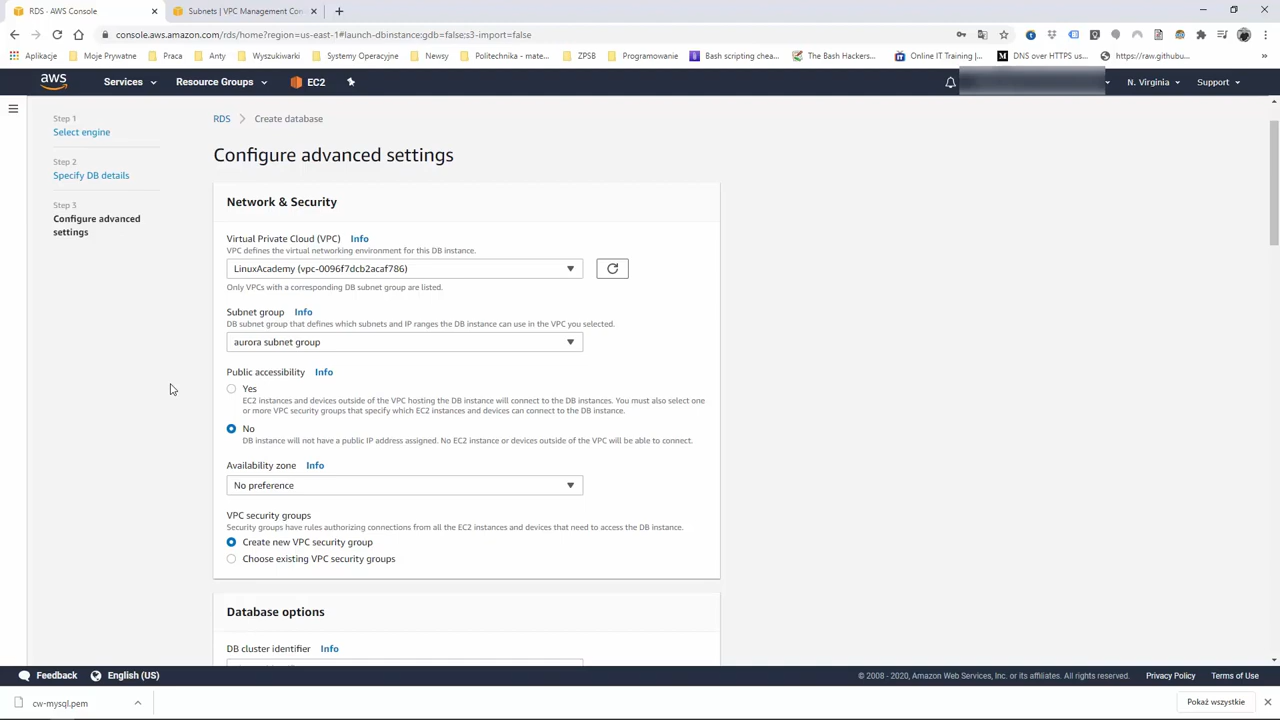 RDS - AWS Console
Subnets | VPC Management Con
console.aws.amazon.com/rds/home?region=us-east-1#launch-dbinstance:gdb=false;s3-import=false
Aplikacje
Moje Prywatne
Praca
Anty
Wyszukiwarki
Systemy Operacyjne
Newsy
Politechnika - mate...
ZPSB
Programowanie
Bash scripting chea...
The Bash Hackers...
Online IT Training |...
DNS over HTTPS us...
https://raw.githubu...
aws
Services
Resource Groups
EC2
N. Virginia
Support
Step 1
Select engine
Step 2
Specify DB details
Step 3
Configure advanced
settings
RDS > Create database
Configure advanced settings
Network & Security
Virtual Private Cloud (VPC) Info
VPC defines the virtual networking environment for this DB instance.
LinuxAcademy (vpc-0096f7dcb2acaf786)
Only VPCs with a corresponding DB subnet group are listed.
Subnet group Info
DB subnet group that defines which subnets and IP ranges the DB instance can use in the VPC you selected.
aurora subnet group
Public accessibility Info
Yes
EC2 instances and devices outside of the VPC hosting the DB instance will connect to the DB instances. You must also select one
or more VPC security groups that specify which EC2 instances and devices can connect to the DB instance.
No
DB instance will not have a public IP address assigned. No EC2 instance or devices outside of the VPC will be able to connect.
Availability zone Info
No preference
VPC security groups
Security groups have rules authorizing connections from all the EC2 instances and devices that need to access the DB instance.
Create new VPC security group
Choose existing VPC security groups
Database options
DB cluster identifier Info
Feedback
English (US)
© 2008 - 2020, Amazon Web Services, Inc. or its affiliates. All rights reserved.
Privacy Policy
Terms of Use
cw-mysql.pem
Pokaż wszystkie